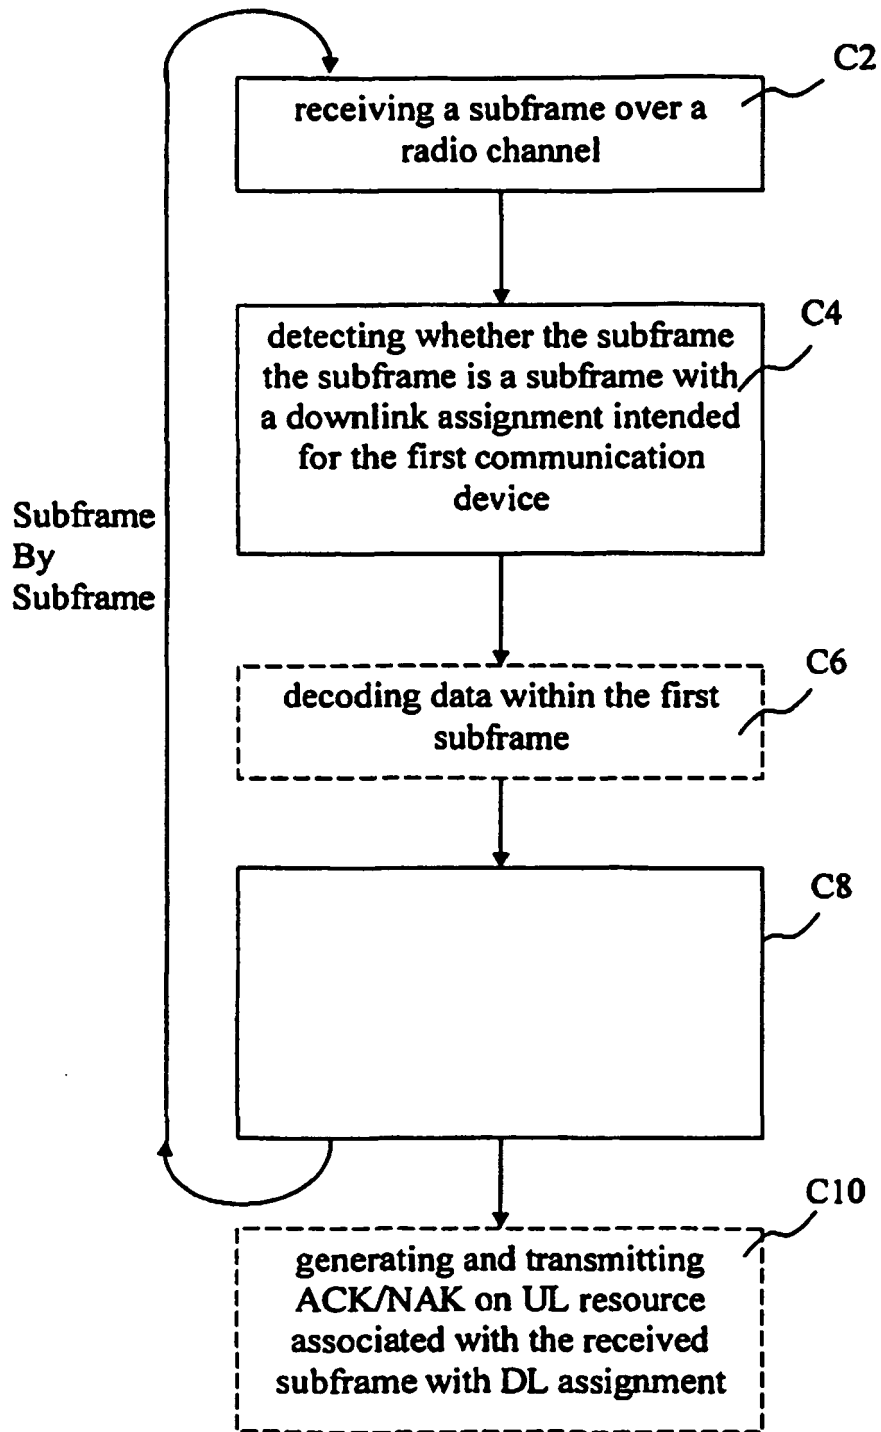 C2
receiving a subframe over a
radio channel
C4
detecting whether the subframe
the subframe is a subframe with
a downlink assignment intended
for the first communication
device
Subframe
By
Subframe
C6
decoding data within the first
subframe
C8
C10
generating and transmitting
ACK/NAK on UL resource
associated with the received
subframe with DL assignment